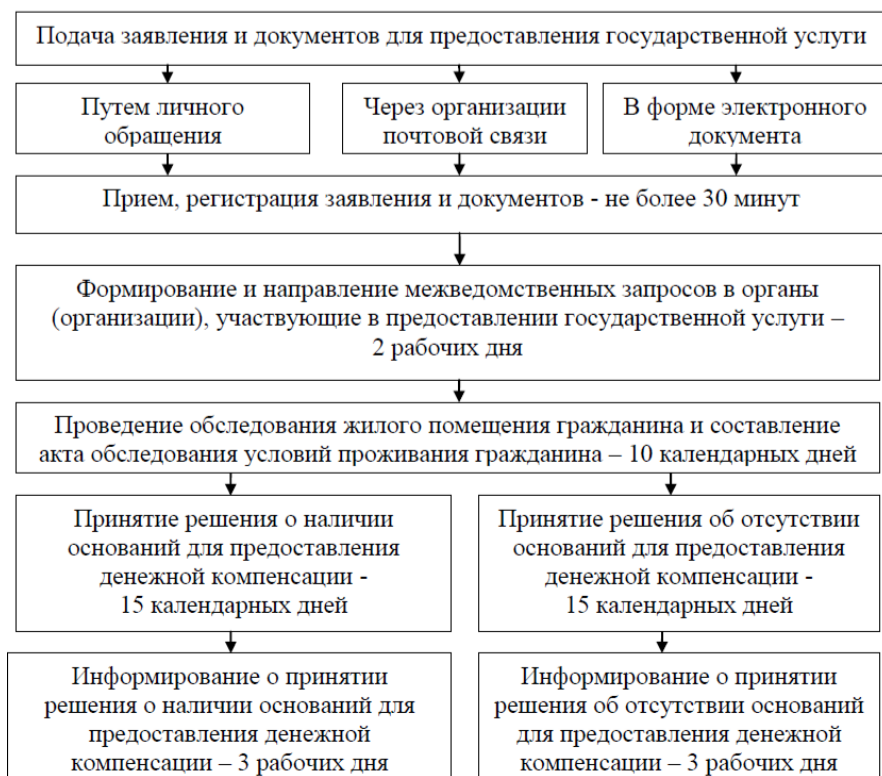 Подача заявления и документов для предоставления государственной услуги
Путем личного
обращения
Через организации
почтовой связи
В форме электронного
документа
Прием, регистрация заявления и документов - не более 30 минут
Формирование и направление межведомственных запросов в органы
(организации), участвующие в предоставлении государственной услуги –
2 рабочих дня
Проведение обследования жилого помещения гражданина и составление
акта обследования условий проживания гражданина – 10 календарных дней
Принятие решения о наличии
оснований для предоставления
денежной компенсации -
15 календарных дней
Принятие решения об отсутствии
оснований для предоставления
денежной компенсации -
15 календарных дней
Информирование о принятии
решения о наличии оснований для
предоставления денежной
компенсации – 3 рабочих дня
Информирование о принятии
решения об отсутствии оснований
для предоставления денежной
компенсации – 3 рабочих дня